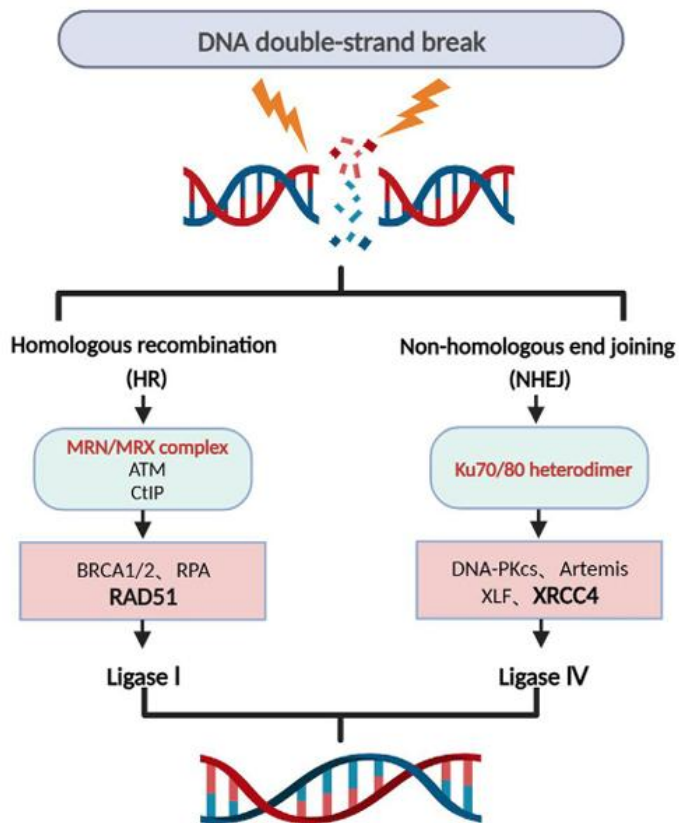 DNA double-strand break
Homologous recombination
(HR)
MRN/MRX complex
ATM
CtIP
BRCA1/2、RPA
RAD51
Ligase Ⅰ
Non-homologous end joining
(NHEJ)
Ku70/80 heterodimer
DNA-PKcs、Artemis
XLF、XRCC4
Ligase Ⅳ